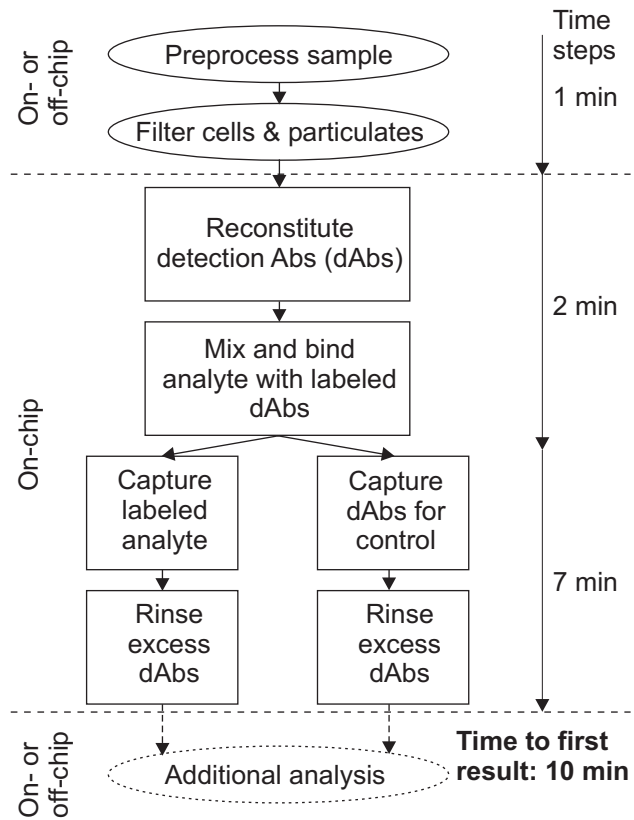 On- or
off-chip
Preprocess sample
Filter cells & particulates
Time
steps
1 min
On-chip
Reconstitute
detection Abs (dAbs)
2 min
Mix and bind
analyte with labeled
dAbs
Capture
labeled
analyte
Capture
dAbs for
control
7 min
Rinse
excess
dAbs
Rinse
excess
dAbs
On- or
off-chip
Additional analysis
Time to first
result: 10 min